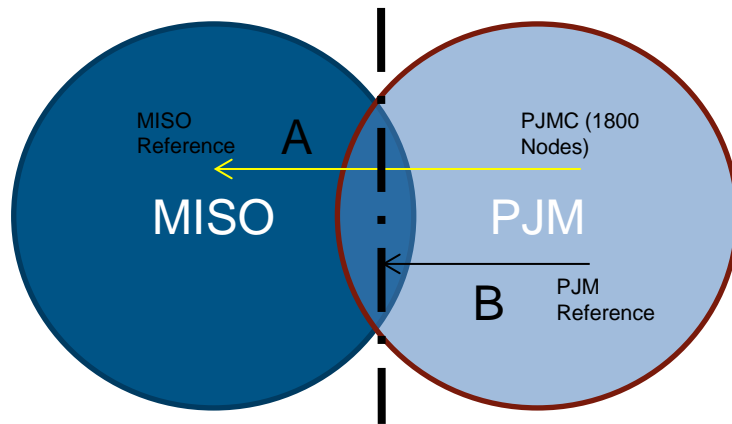 MISO
Reference
A
PJMC (1800
Nodes)
MISO
PJM
B
PJM
Reference